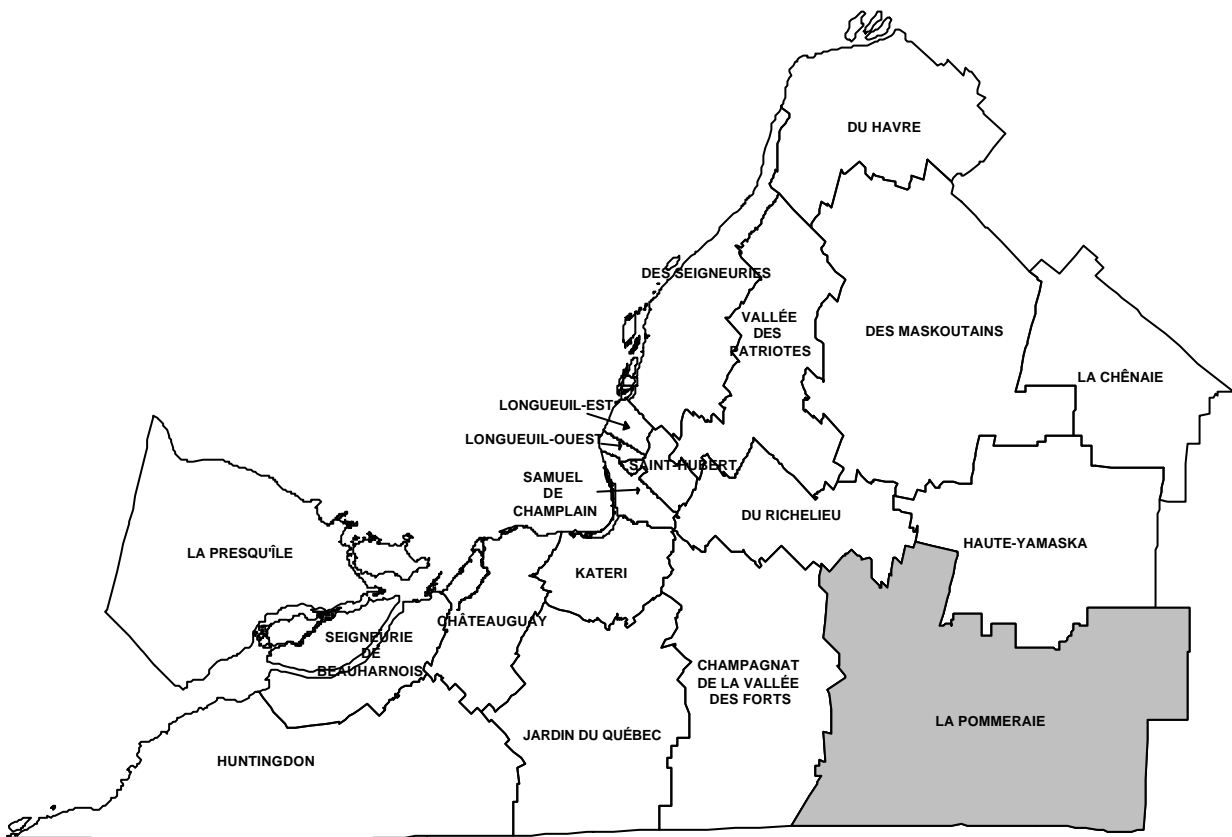 DU HAVRE
DES SEIGNEURIES
VALLÉE
DES
PATRIOTES
DES MASKOUTAINS
LA CHÊNAIE
LONGUEUIL-EST
LONGUEUIL-OUEST
SAINT-HUBERT
SAMUEL
DE
CHAMPLAIN
DU RICHELIEU
LA PRESQU'ÎLE
KATERI
HAUTE-YAMASKA
CHÂTEAUGUAY
SEIGNEURIE
DE
BEAUHARNOIS
CHAMPAGNAT
DE LA VALLÉE
DES FORTS
LA POMMERAIE
JARDIN DU QUÉBEC
HUNTINGDON